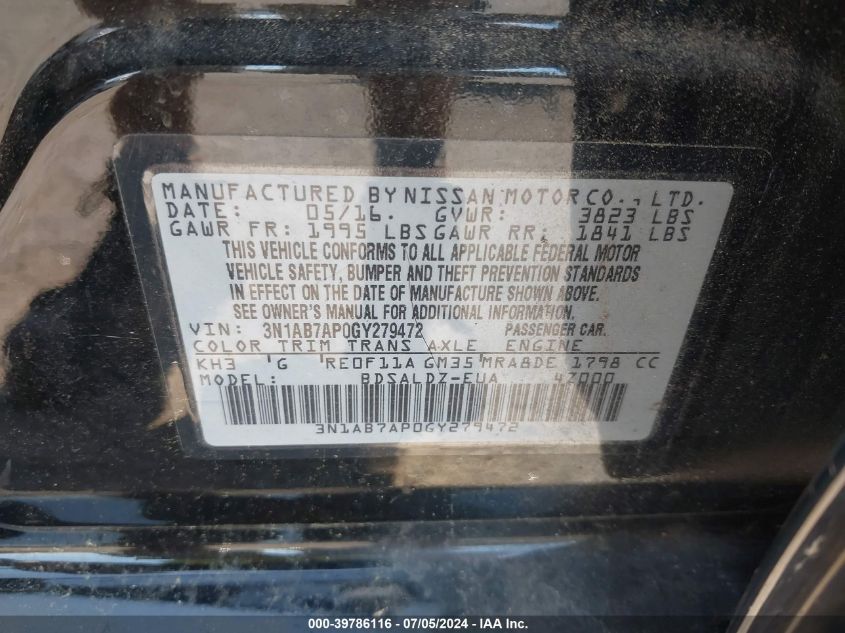 MANUFACTURED BY NISSAN MOTOR CO., LTD.
DATE: 05/16. GVWR: 3823 LBS
GAWR FR: 1995 LBS GAWR RR: 1841 LBS
THIS VEHICLE CONFORMS TO ALL APPLICABLE FEDERAL MOTOR
VEHICLE SAFETY, BUMPER AND THEFT PREVENTION STANDARDS
IN EFFECT ON THE DATE OF MANUFACTURE SHOWN ABOVE.
SEE OWNER'S MANUAL FOR ADDITIONAL INFORMATION.
VIN: 3N1AB7AP0GY279472 PASSENGER CAR.
COLOR TRIM TRANS AXLE ENGINE
KH3 'G 'RE0F11A GM35 'MRA8DE 1798 CC
MODEL: BDSALDZ-EUA 4Z000
3N1AB7AP0GY279472
000-39786116 - 07/05/2024 - IAA, Inc.